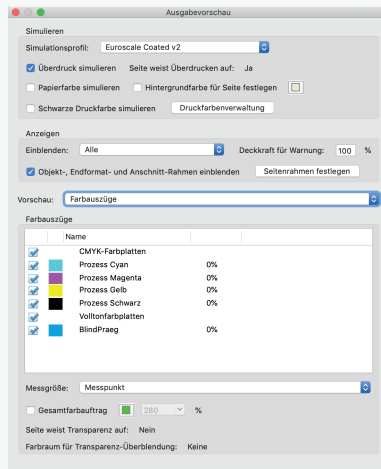 Ausgabevorschau
Simulieren
Simulationsprofil: Euroscale Coated v2
Überdruck simulieren Seite weist Überdrucken auf: Ja
Papierfarbe simulieren Hintergrundfarbe für Seite festlegen
Schwarze Druckfarbe simulieren Druckfarbenverwaltung
Anzeigen
Einblenden: Alle Deckkraft für Warnung: 100 %
Objekt-, Endformat- und Anschnitt-Rahmen einblenden Seitenrahmen festlegen
Vorschau: Farbauszüge
Farbauszüge
Name
CMYK-Farbplatten
Prozess Cyan 0%
Prozess Magenta 0%
Prozess Gelb 0%
Prozess Schwarz 0%
Volltonfarbplatten
BlindPraeg 0%
Messgröße: Messpunkt
Gesamtfarbauftrag 280 %
Seite weist Transparenz auf: Nein
Farbraum für Transparenz-Überblendung: Keine